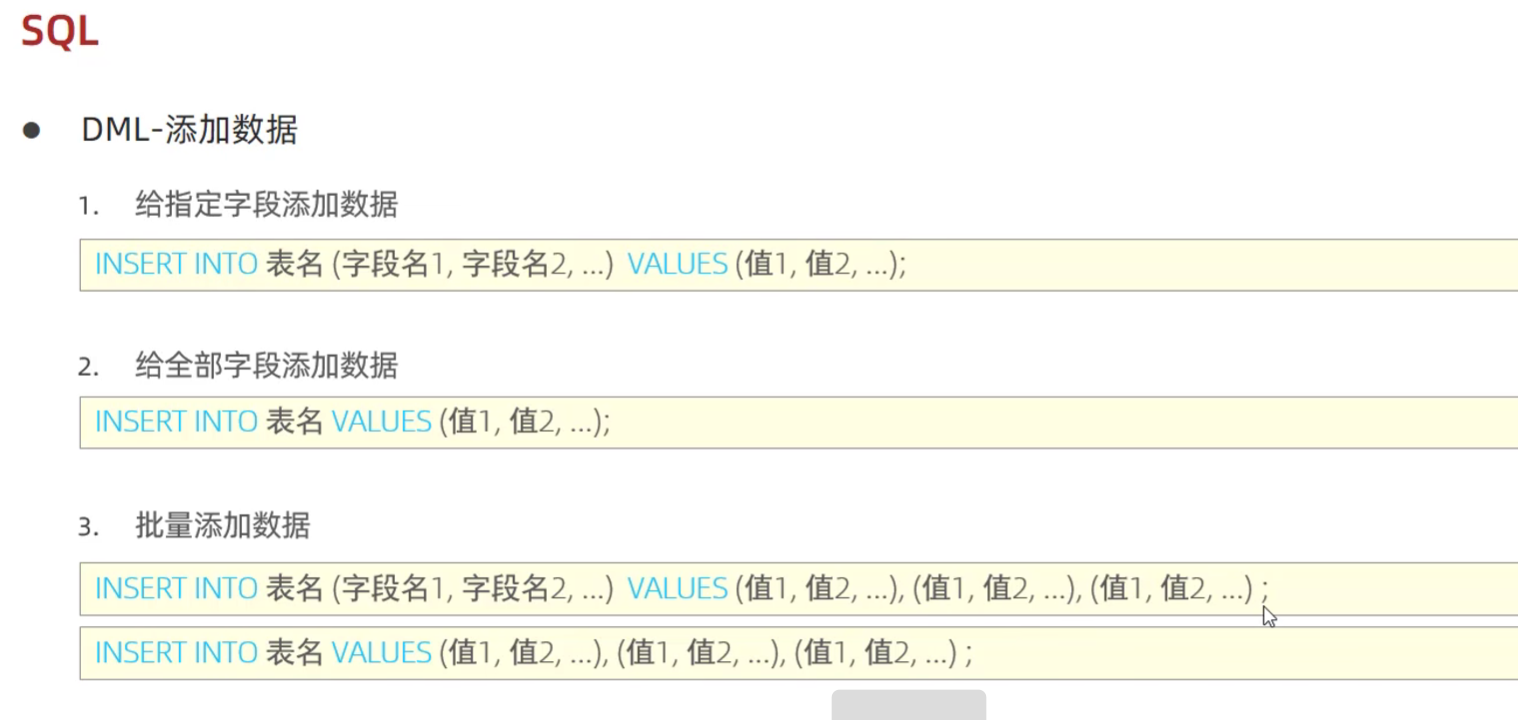 SQL
● DML-添加数据
1. 给指定字段添加数据
INSERT INTO 表名 (字段名1, 字段名2, ...) VALUES (值1, 值2, ...);
2. 给全部字段添加数据
INSERT INTO 表名 VALUES (值1, 值2, ...);
3. 批量添加数据
INSERT INTO 表名 (字段名1, 字段名2, ...) VALUES (值1, 值2, ...), (值1, 值2, ...), (值1, 值2, ...) ;
INSERT INTO 表名 VALUES (值1, 值2, ...), (值1, 值2, ...), (值1, 值2, ...) ;